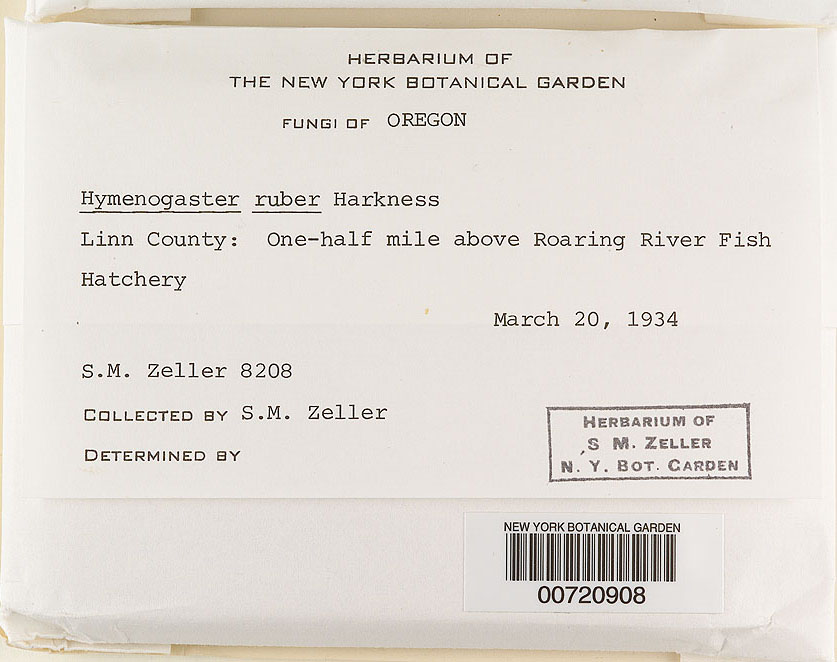 HERBARIUM OF
THE NEW YORK BOTANICAL GARDEN
FUNGI OF OREGON
Hymenogaster ruber Harkness
Linn County: One-half mile above Roaring River Fish
Hatchery
March 20, 1934
S.M. Zeller 8208
COLLECTED BY S.M. Zeller
DETERMINED BY
HERBARIUM OF
S M. ZELLER
N. Y. BOT. GARDEN
NEW YORK BOTANICAL GARDEN
00720908